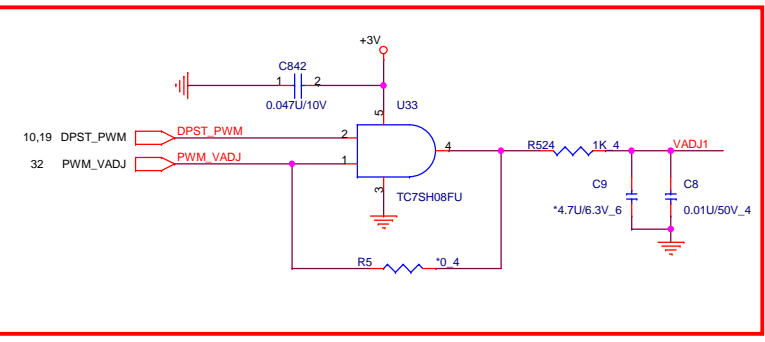 +3V
C842
1 2
0.047U/10V
5
U33
10,19 DPST_PWM
DPST_PWM
2
32 PWM_VADJ
PWM_VADJ
1
4
R524
1K_4
VADJ1
3
TC7SH08FU
C9
*4.7U/6.3V_6
C8
0.01U/50V_4
R5
*0_4